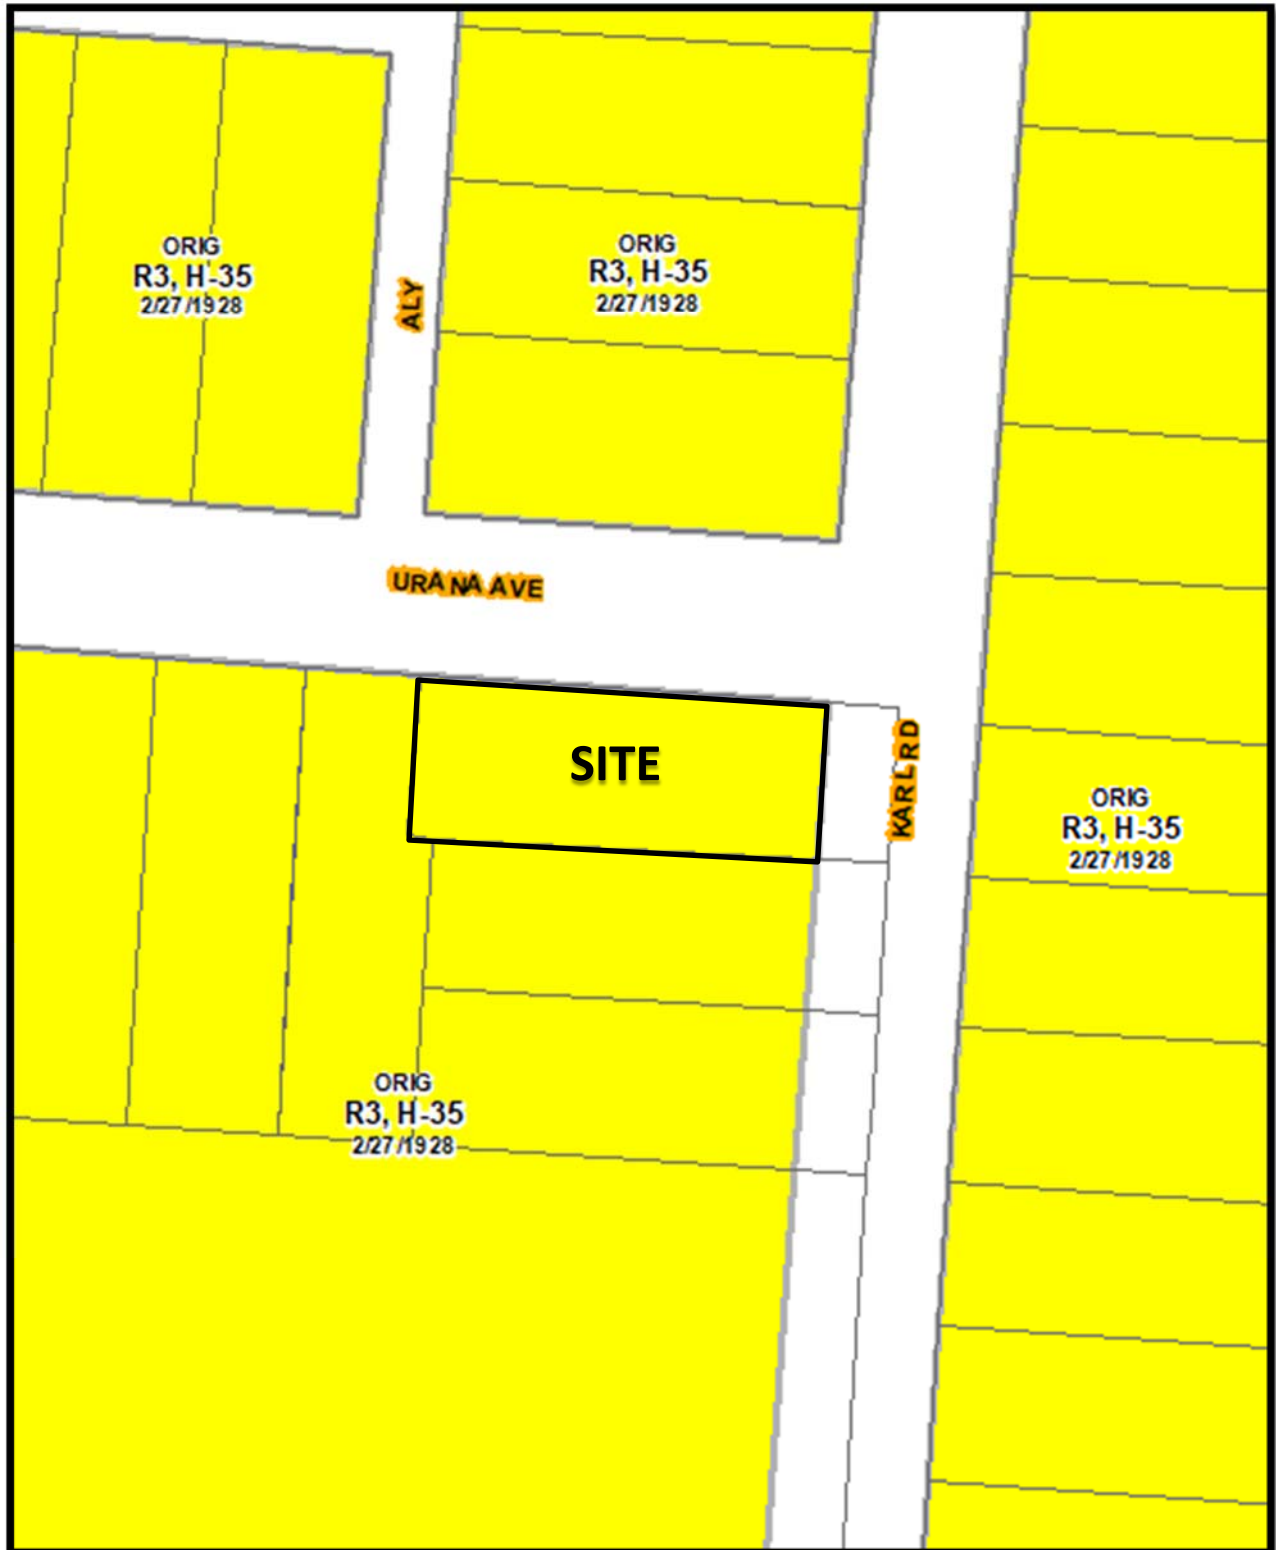 ORIG
R3, H-35
2/27/1928
ORIG
R3, H-35
2/27/1928
ALY
URANA AVE
SITE
KARL RD
ORIG
R3, H-35
2/27/1928
ORIG
R3, H-35
2/27/1928